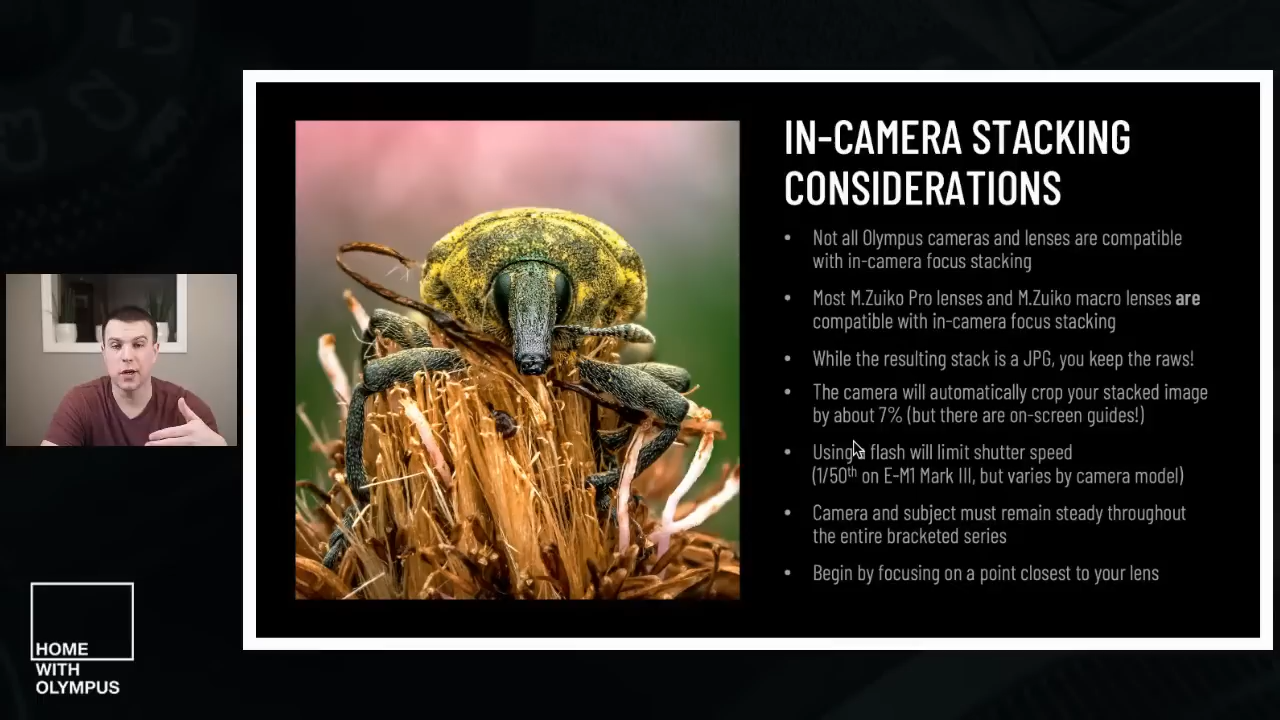 IN-CAMERA STACKING
CONSIDERATIONS
• Not all Olympus cameras and lenses are compatible
with in-camera focus stacking
• Most M.Zuiko Pro lenses and M.Zuiko macro lenses are
compatible with in-camera focus stacking
• While the resulting stack is a JPG, you keep the raws!
• The camera will automatically crop your stacked image
by about 7% (but there are on-screen guides!)
• Using a flash will limit shutter speed
(1/50th on E-M1 Mark III, but varies by camera model)
• Camera and subject must remain steady throughout
the entire bracketed series
• Begin by focusing on a point closest to your lens
HOME
WITH
OLYMPUS